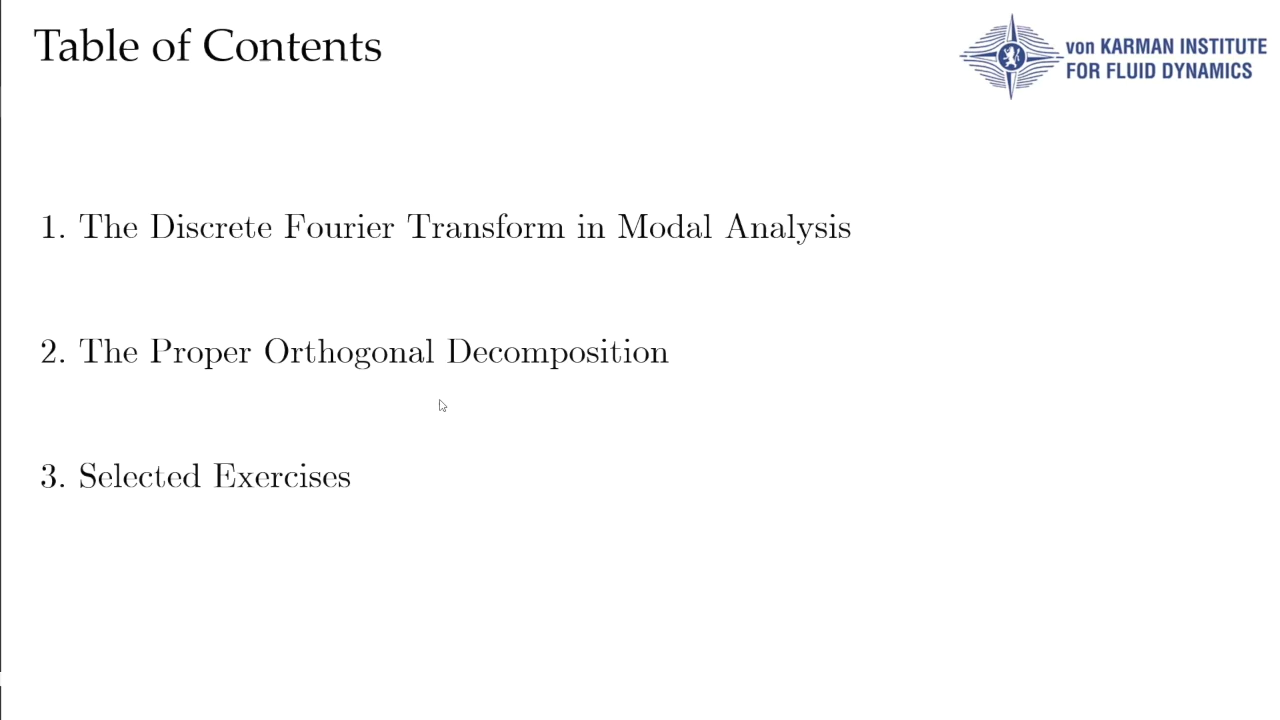 Table of Contents
von KARMAN INSTITUTE
FOR FLUID DYNAMICS
1. The Discrete Fourier Transform in Modal Analysis
2. The Proper Orthogonal Decomposition
3. Selected Exercises